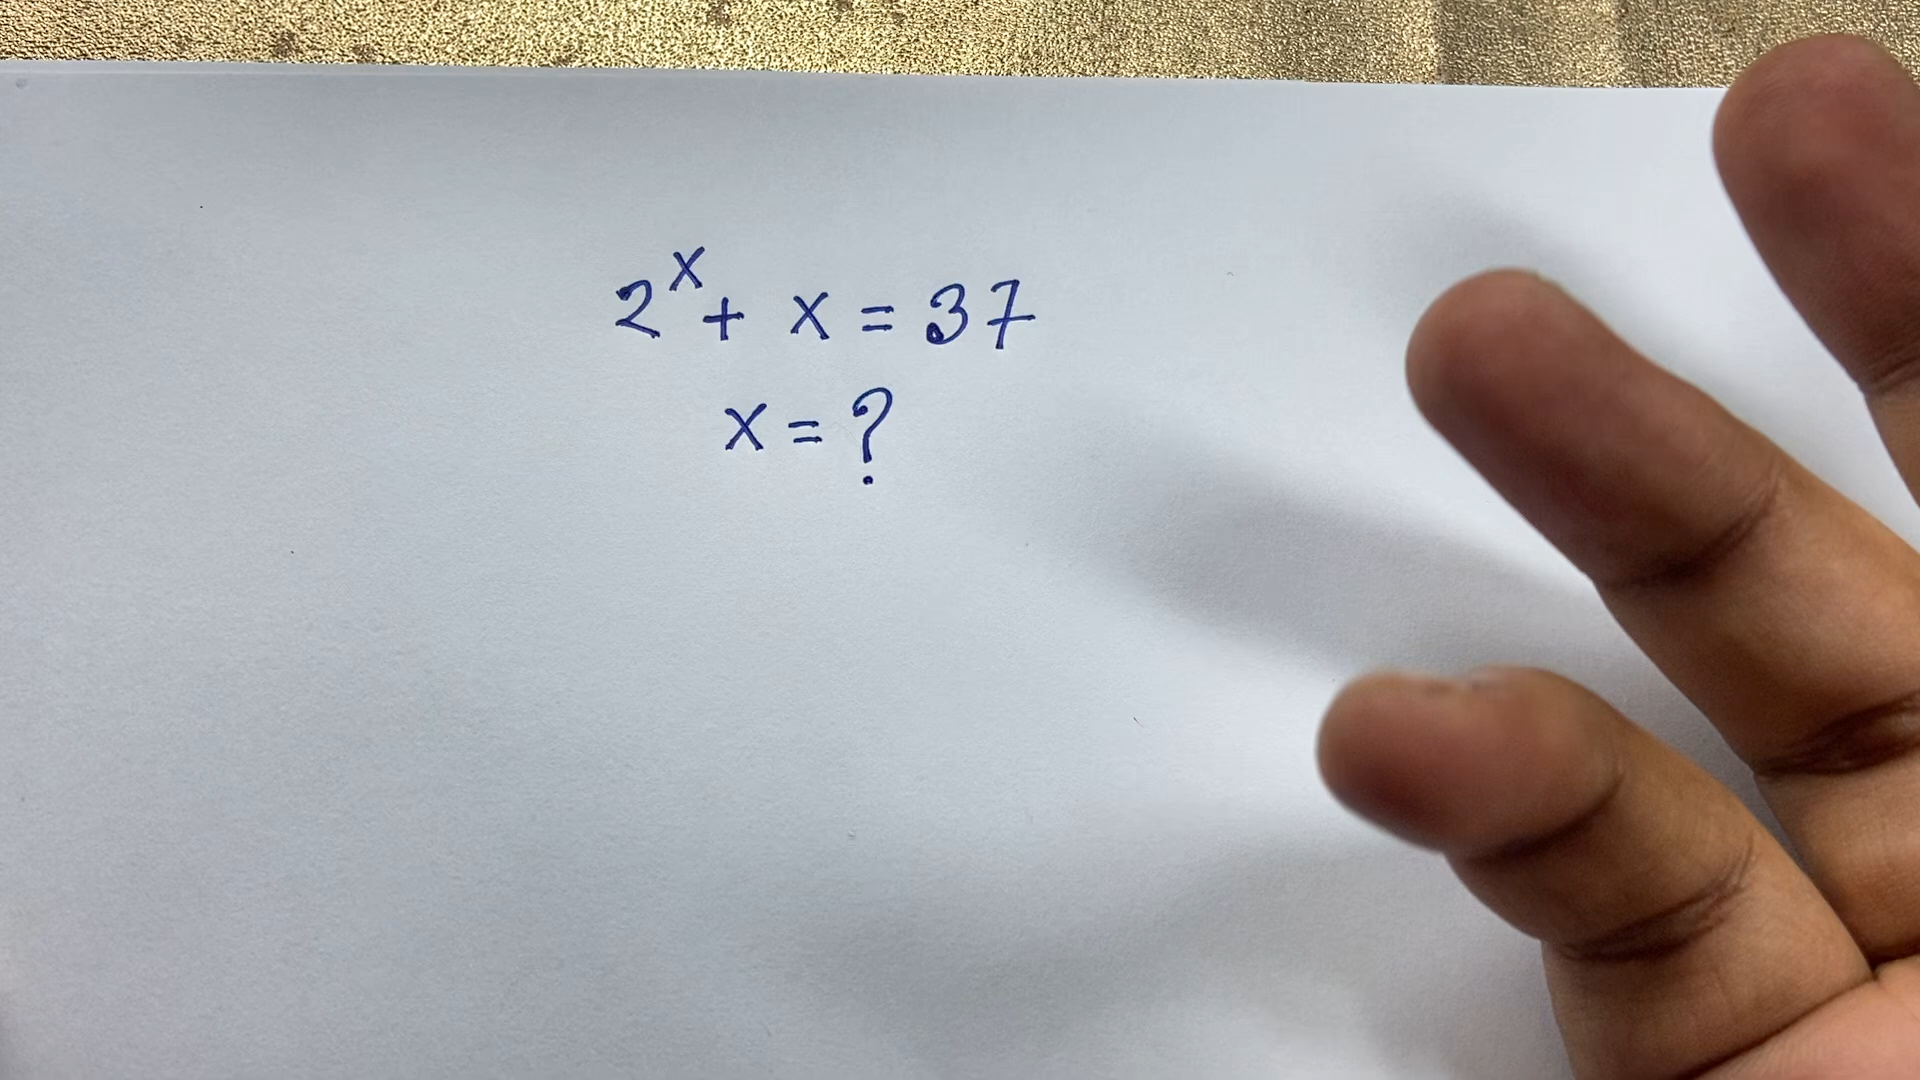 2^x + x = 37
x = ?